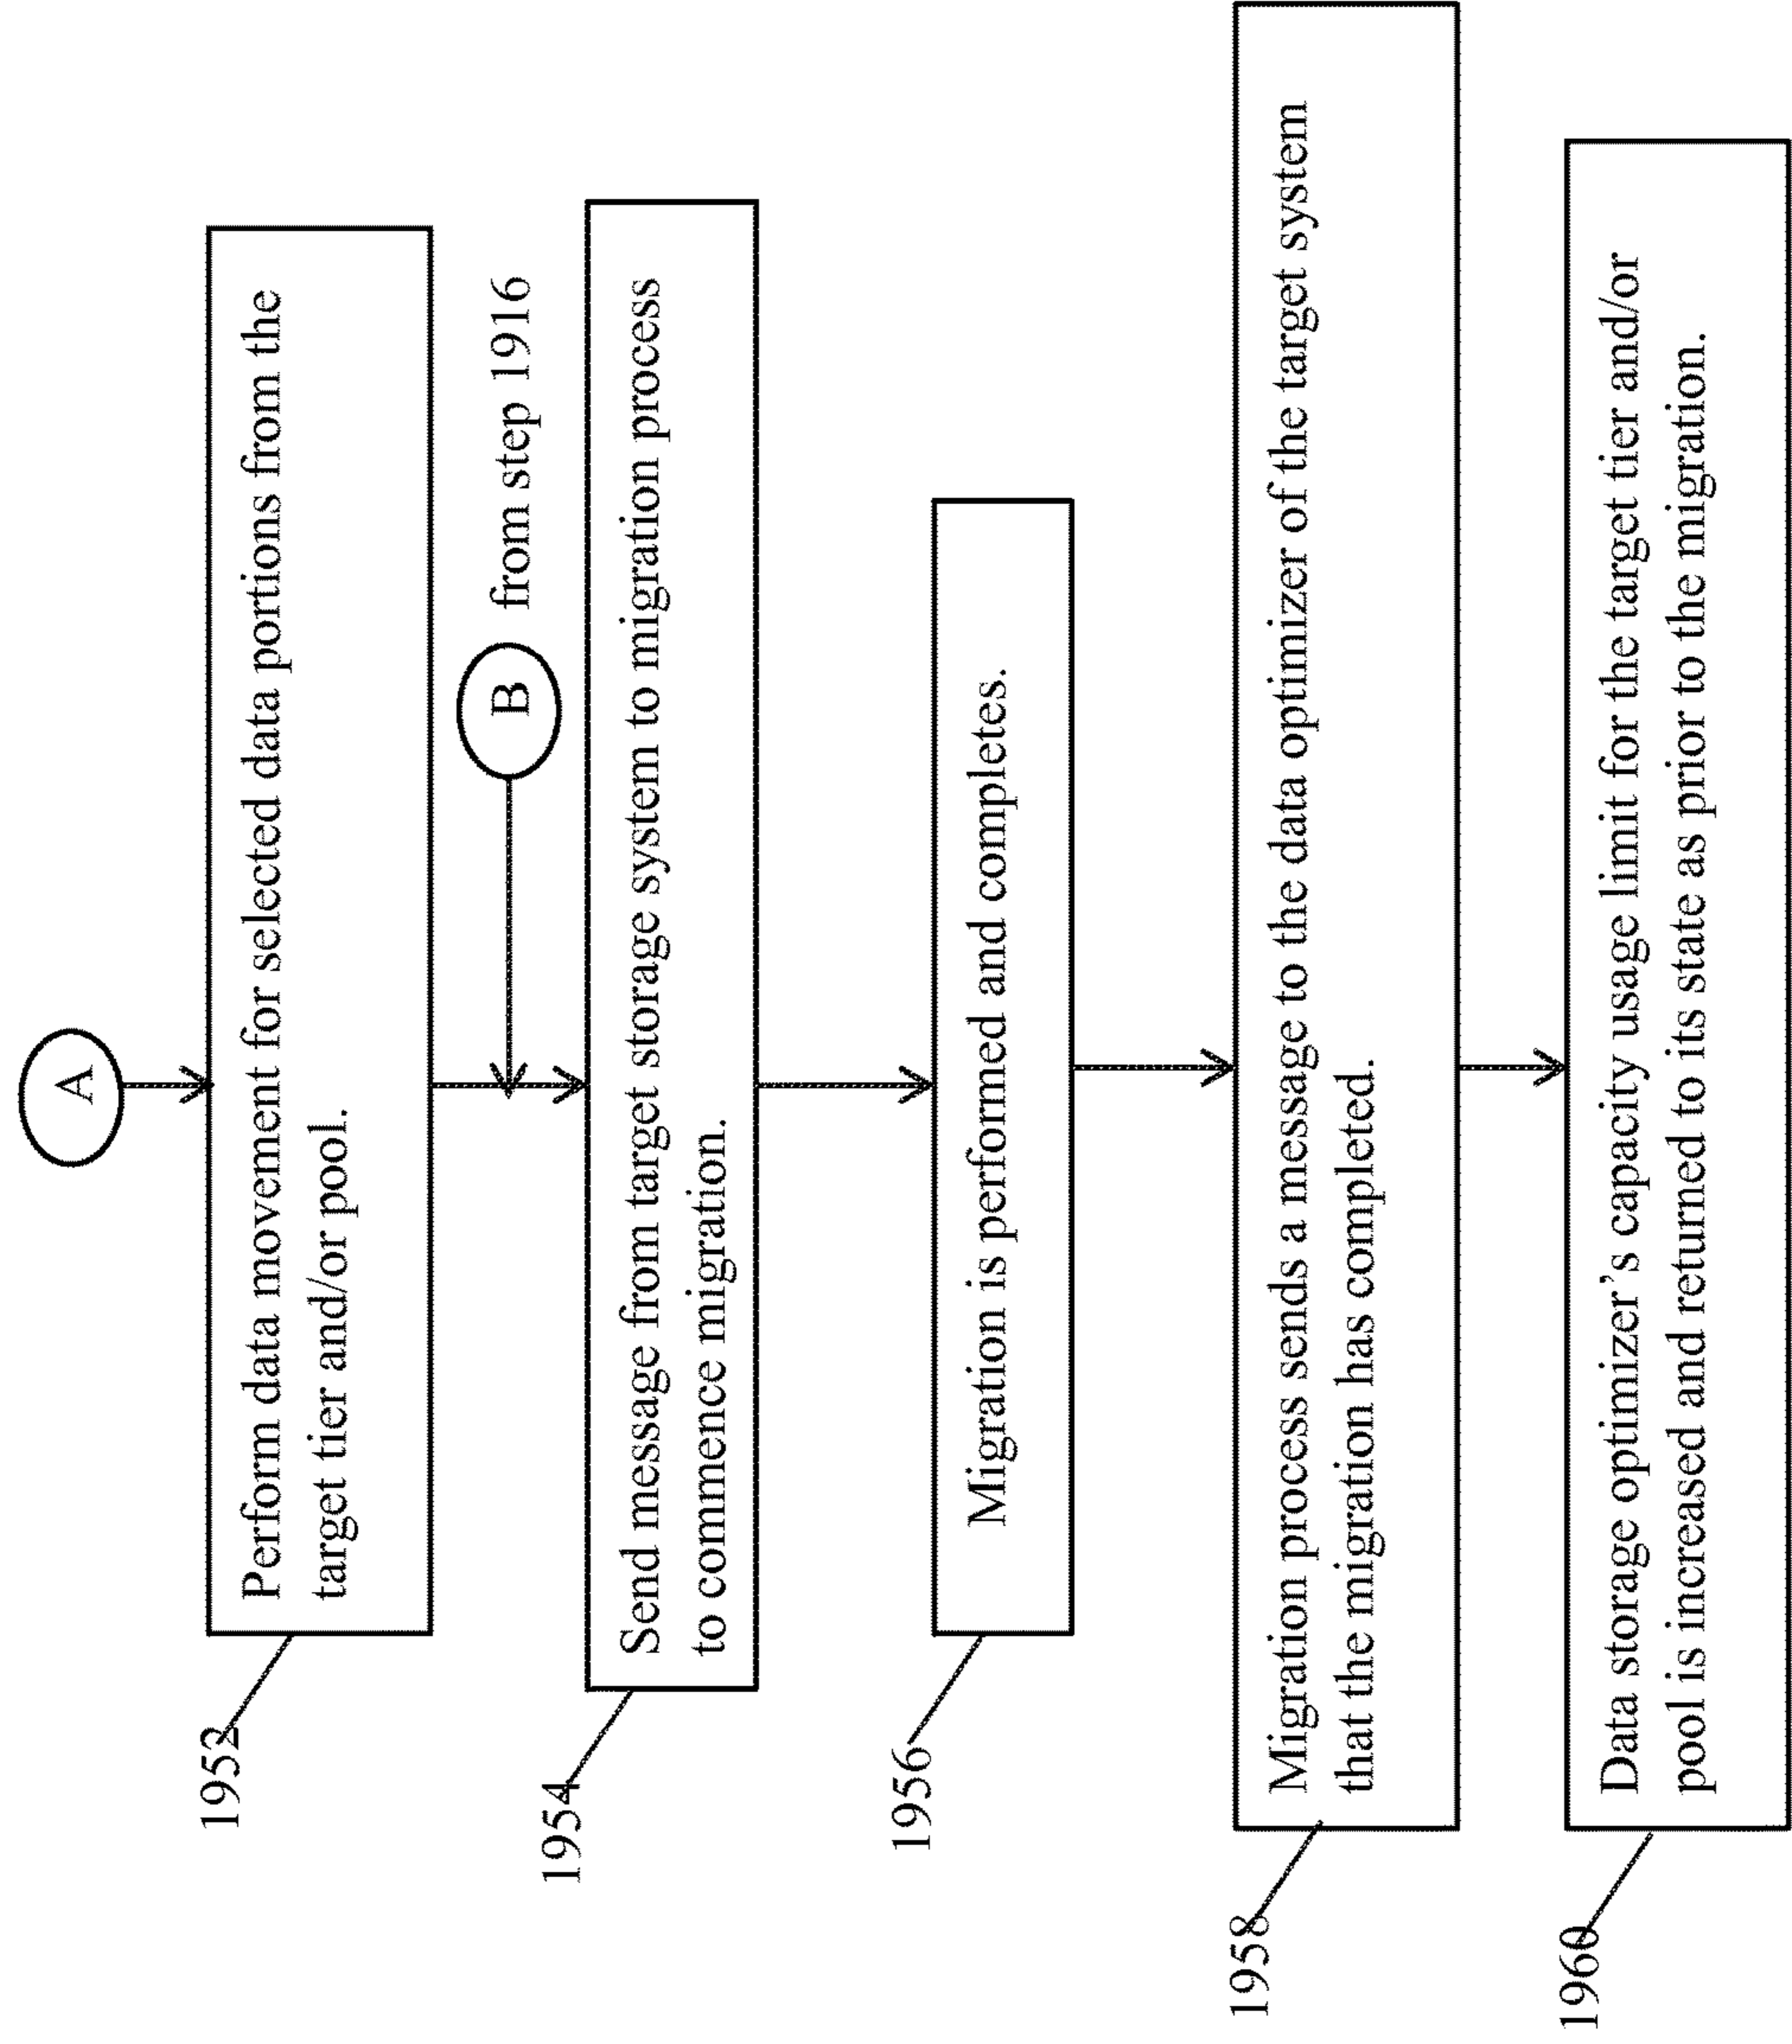 A
1952
Perform data movement for selected data portions from the
target tier and/or pool.
B
from step 1916
1954
Send message from target storage system to migration process
to commence migration.
1956
Migration is performed and completes.
1958
Migration process sends a message to the data optimizer of the target system
that the migration has completed.
1960
Data storage optimizer’s capacity usage limit for the target tier and/or
pool is increased and returned to its state as prior to the migration.